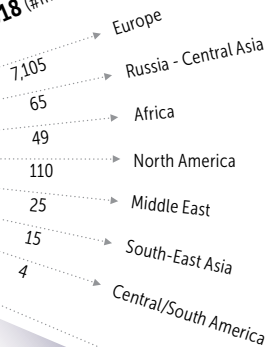 18 (#m
7,105
Europe
65
Russia - Central Asia
49
Africa
110
North America
25
Middle East
15
South-East Asia
4
Central/South America